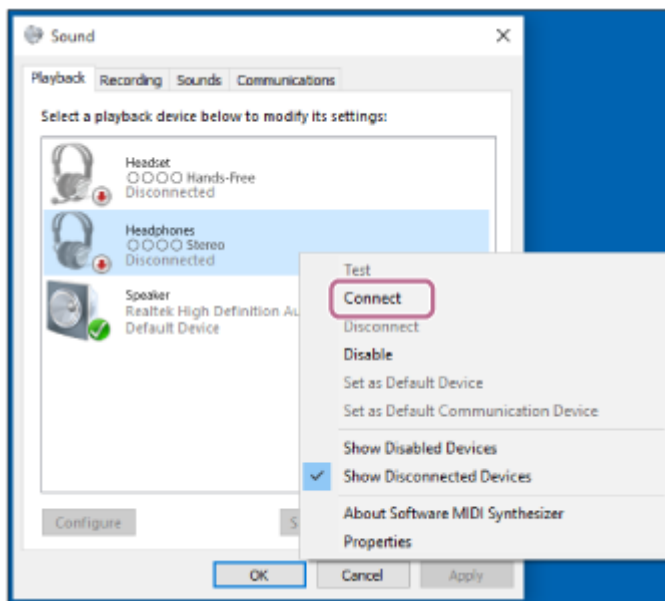 Sound
Playback Recording Sounds Communications
Select a playback device below to modify its settings:
Headset
○○○○ Hands-Free
Disconnected
Headphones
○○○○ Stereo
Disconnected
Speaker
Realtek High Definition Au
Default Device
Test
Connect
Disconnect
Disable
Set as Default Device
Set as Default Communication Device
Show Disabled Devices
Show Disconnected Devices
About Software MIDI Synthesizer
Properties
Configure S
OK Cancel Apply